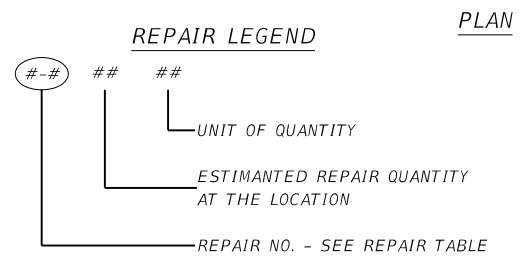 PLAN
REPAIR LEGEND
#-# ## ##
UNIT OF QUANTITY
ESTIMANTED REPAIR QUANTITY
AT THE LOCATION
REPAIR NO. - SEE REPAIR TABLE